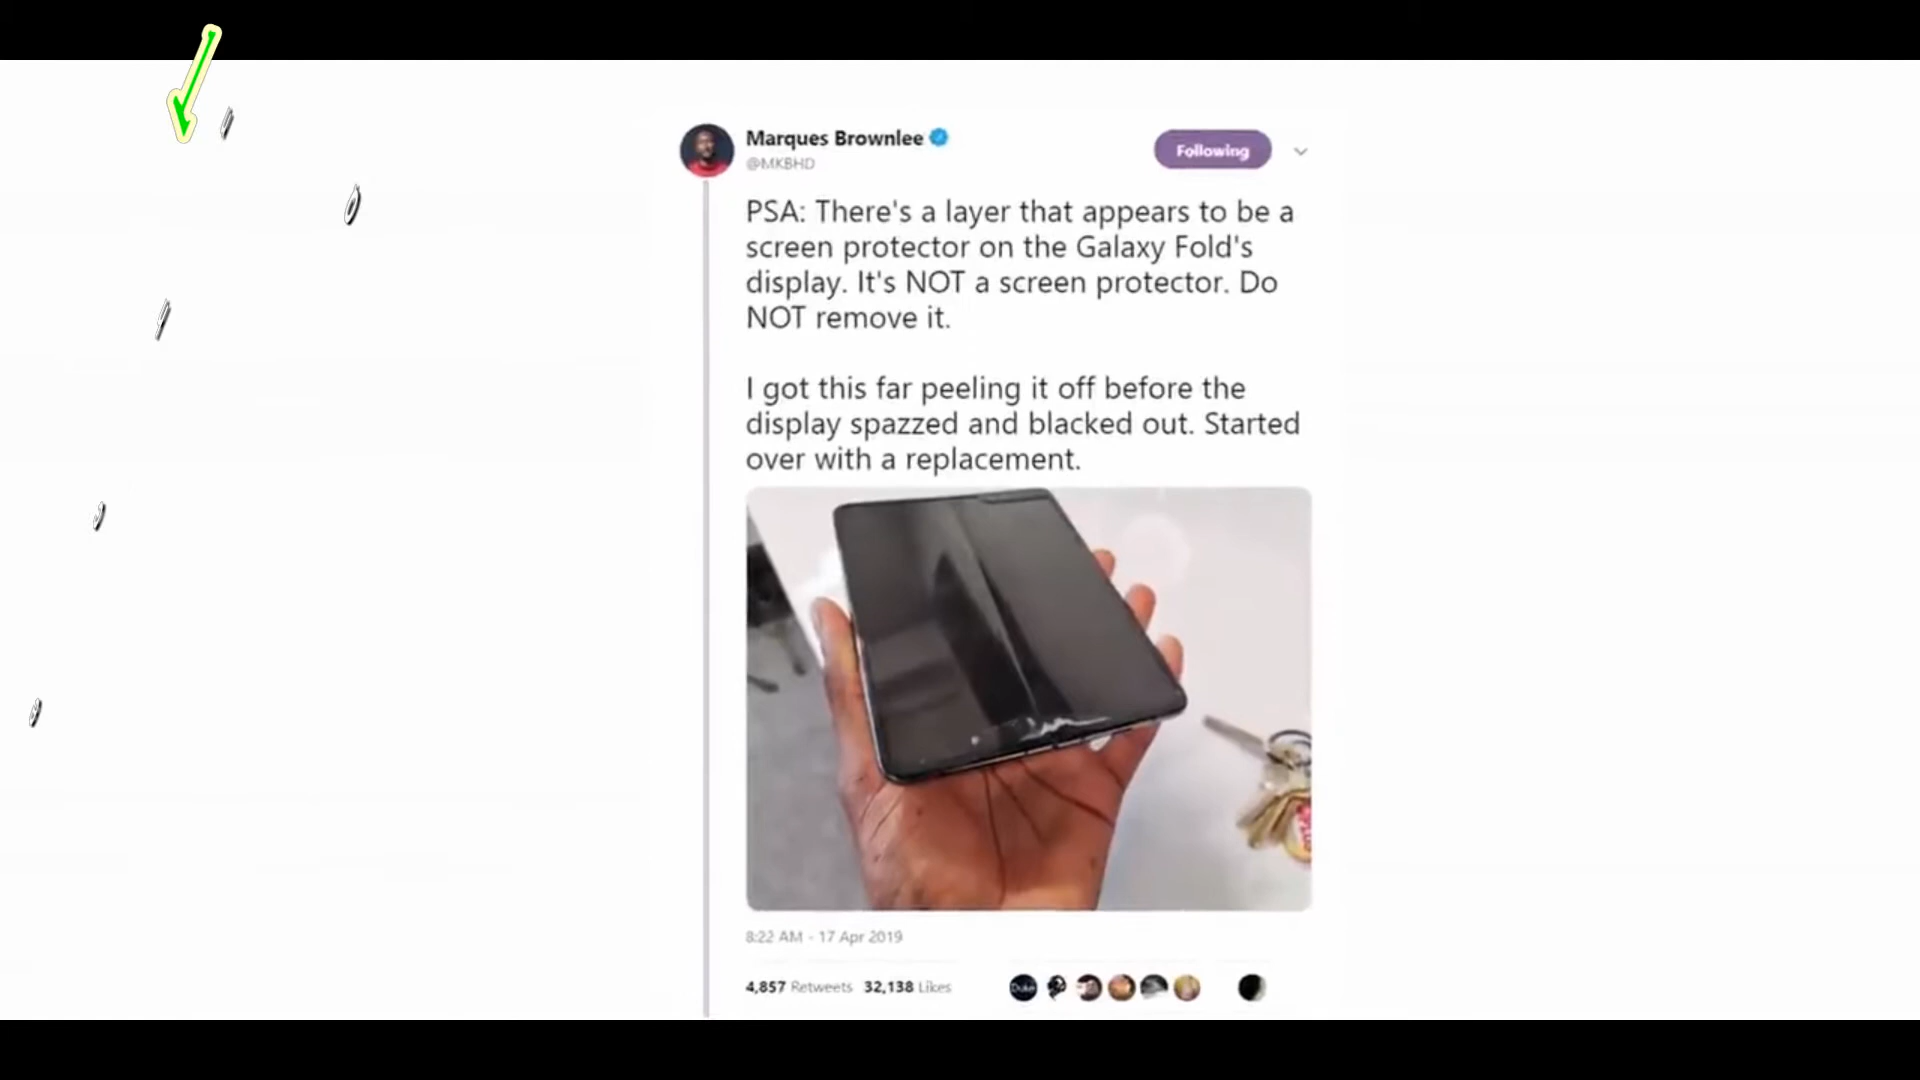 Marques Brownlee
@MKBHD
Following
PSA: There's a layer that appears to be a
screen protector on the Galaxy Fold's
display. It's NOT a screen protector. Do
NOT remove it.
I got this far peeling it off before the
display spazzed and blacked out. Started
over with a replacement.
8:22 AM - 17 Apr 2019
4,857 Retweets 32,138 Likes